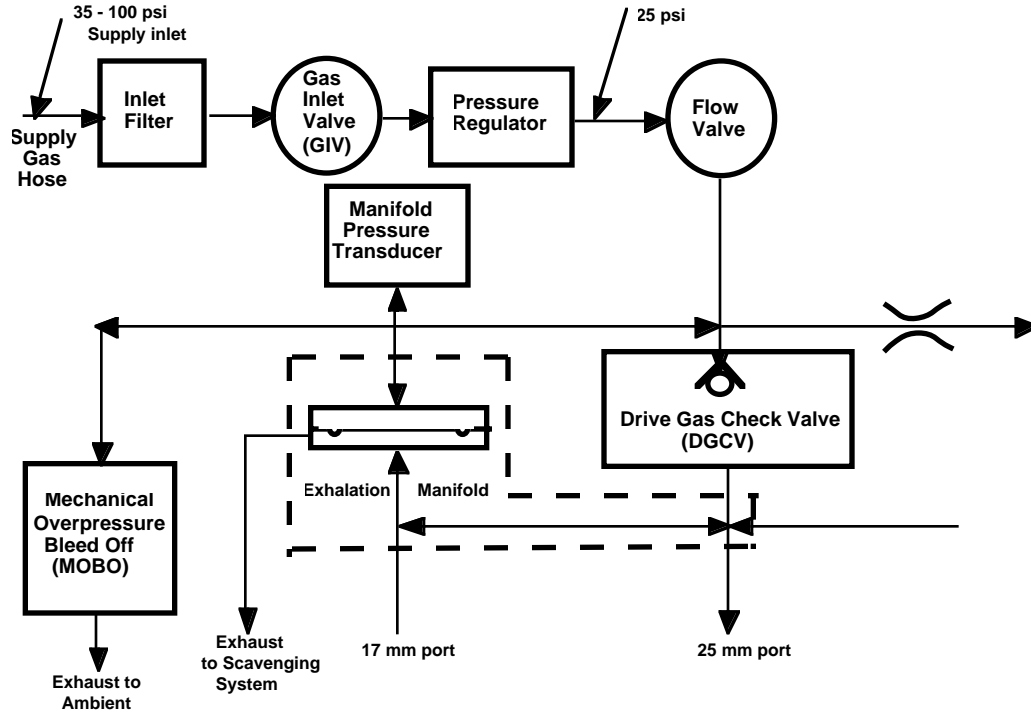 35 - 100 psi
Supply inlet
25 psi
Supply
Gas
Hose
Inlet
Filter
Gas
Inlet
Valve
(GIV)
Pressure
Regulator
Flow
Valve
Manifold
Pressure
Transducer
Drive Gas Check Valve
(DGCV)
Exhalation Manifold
Mechanical
Overpressure
Bleed Off
(MOBO)
Exhaust to
Ambient
Exhaust
to Scavenging
System
17 mm port
25 mm port